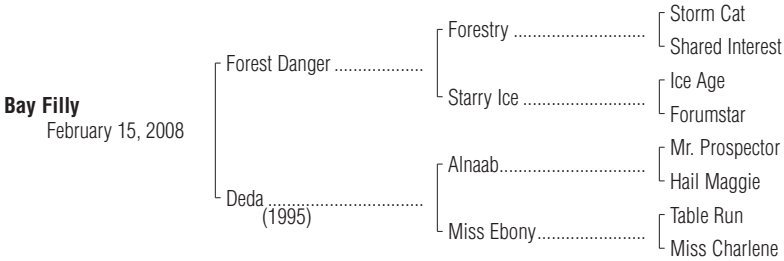 Storm Cat
Forestry ............................
Shared Interest
Forest Danger ...................
Ice Age
Starry Ice ..........................
Forumstar
Bay Filly
February 15, 2008
Mr. Prospector
Alnaab................................
Hail Maggie
Deda ..................................
(1995)
Table Run
Miss Ebony.......................
Miss Charlene